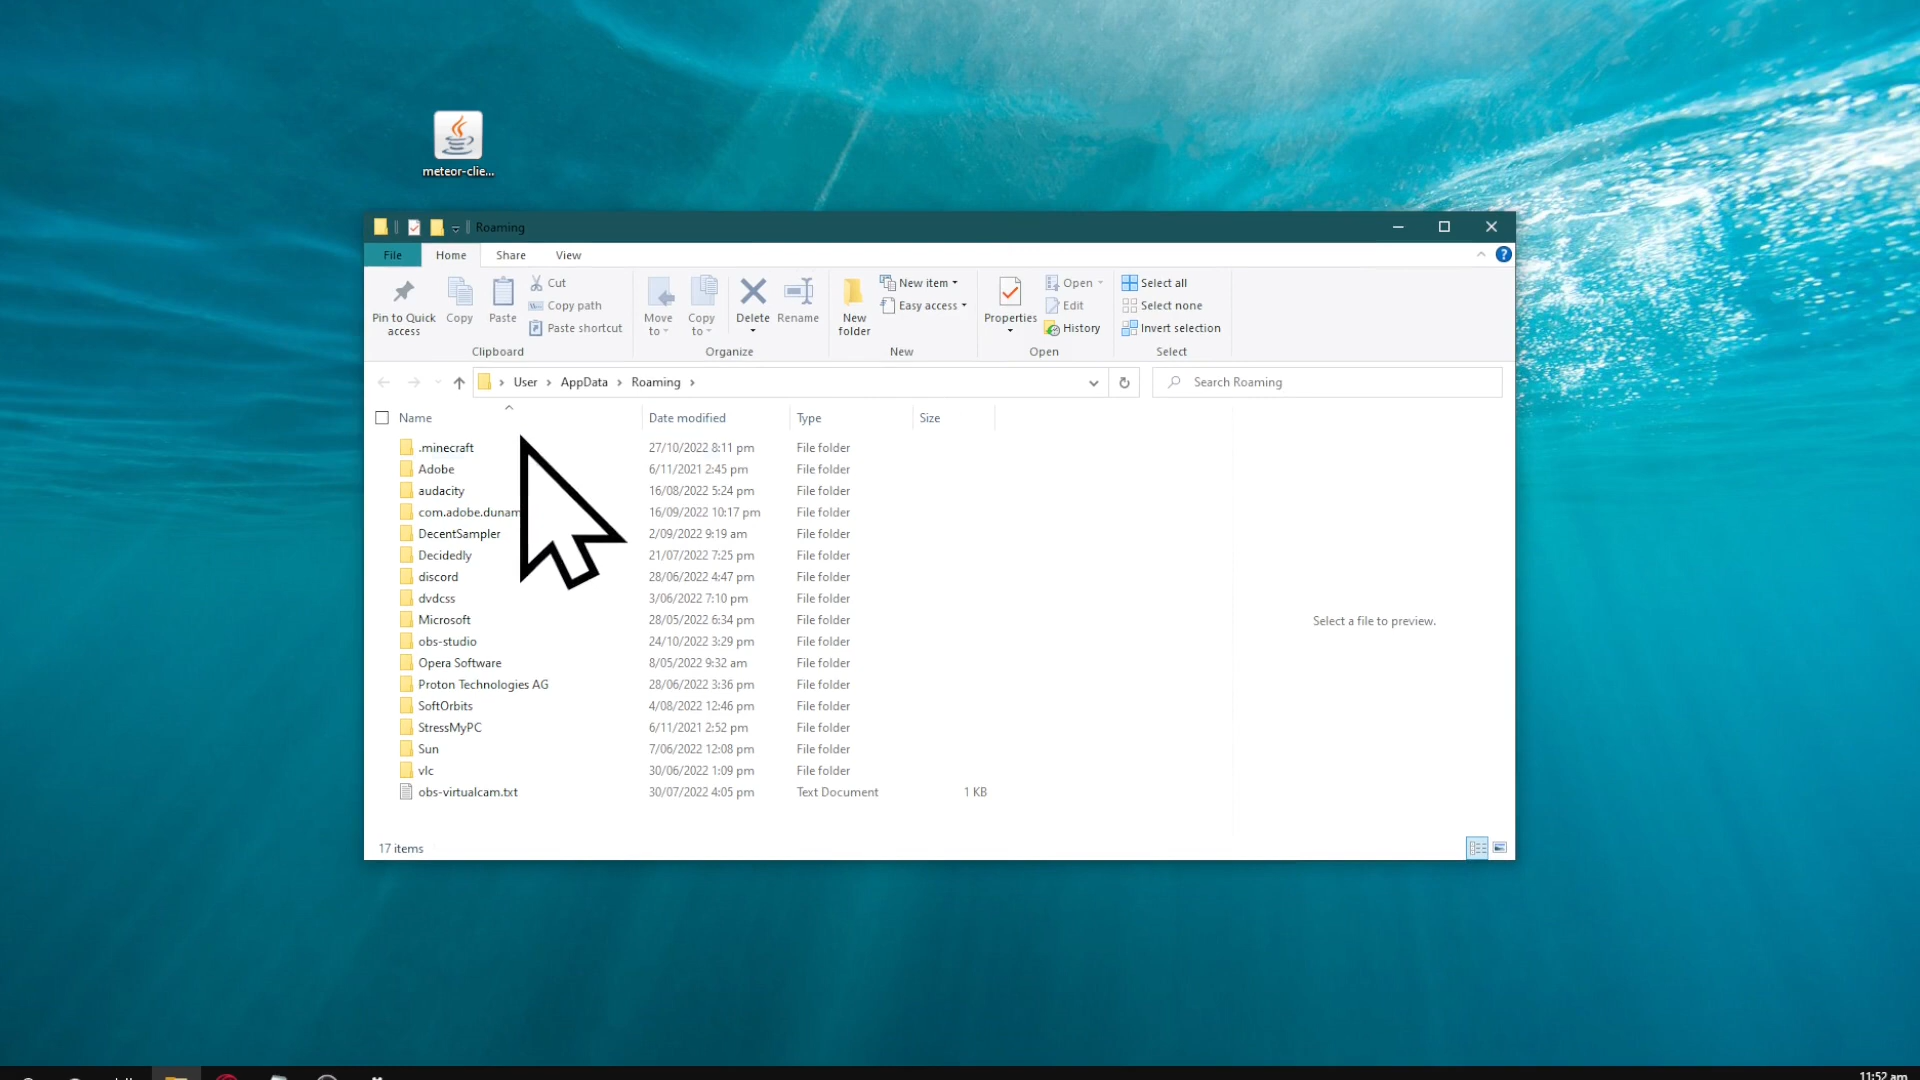 meteor-clie...
Roaming
File Home Share View
Pin to Quick access
Copy
Paste
Cut
Copy path
Paste shortcut
Clipboard
Move to
Copy to
Delete
Rename
Organize
New folder
New item
Easy access
New
Properties
Open
Edit
History
Open
Select all
Select none
Invert selection
Select
User > AppData > Roaming >
Search Roaming
Name Date modified Type Size
.minecraft 27/10/2022 8:11 pm File folder
Adobe 6/11/2021 2:45 pm File folder
audacity 16/08/2022 5:24 pm File folder
com.adobe.dunam 16/09/2022 10:17 pm File folder
DecentSampler 2/09/2022 9:19 am File folder
Decidedly 21/07/2022 7:25 pm File folder
discord 28/06/2022 4:47 pm File folder
dvdcss 3/06/2022 7:10 pm File folder
Microsoft 28/05/2022 6:34 pm File folder
obs-studio 24/10/2022 3:29 pm File folder
Opera Software 8/05/2022 9:32 am File folder
Proton Technologies AG 28/06/2022 3:36 pm File folder
SoftOrbits 4/08/2022 12:46 pm File folder
StressMyPC 6/11/2021 2:52 pm File folder
Sun 7/06/2022 12:08 pm File folder
vlc 30/06/2022 1:09 pm File folder
obs-virtualcam.txt 30/07/2022 4:05 pm Text Document 1 KB
Select a file to preview.
17 items
11:52 am